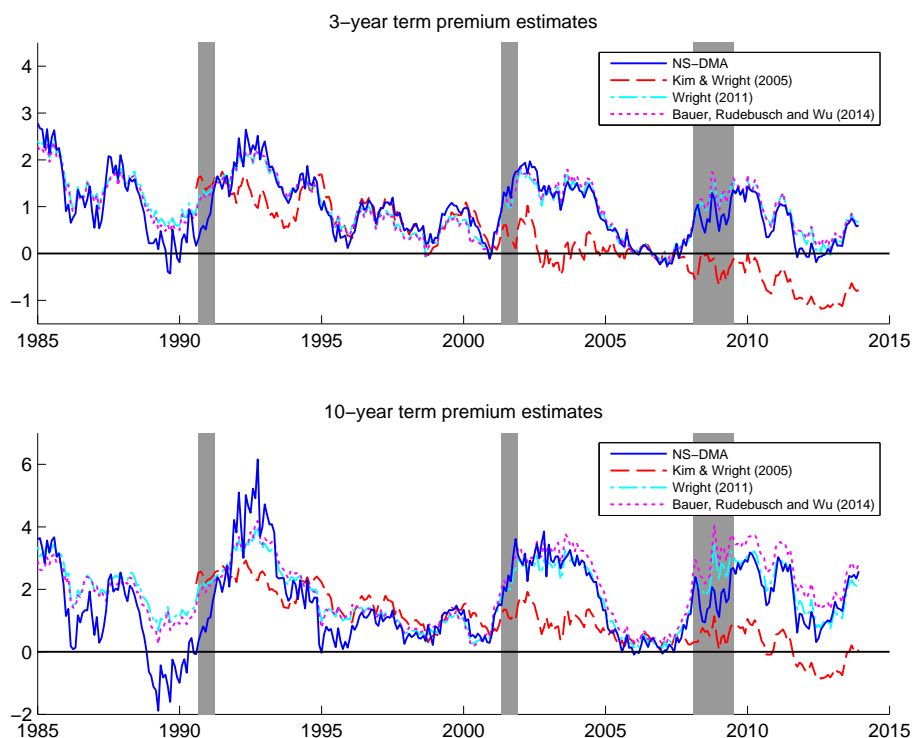 3−year term premium estimates
4
3
2
1
0
−1
NS−DMA
Kim & Wright (2005)
Wright (2011)
Bauer, Rudebusch and Wu (2014)
1985 1990 1995 2000 2005 2010 2015
10−year term premium estimates
6
4
2
0
−2
NS−DMA
Kim & Wright (2005)
Wright (2011)
Bauer, Rudebusch and Wu (2014)
1985 1990 1995 2000 2005 2010 2015